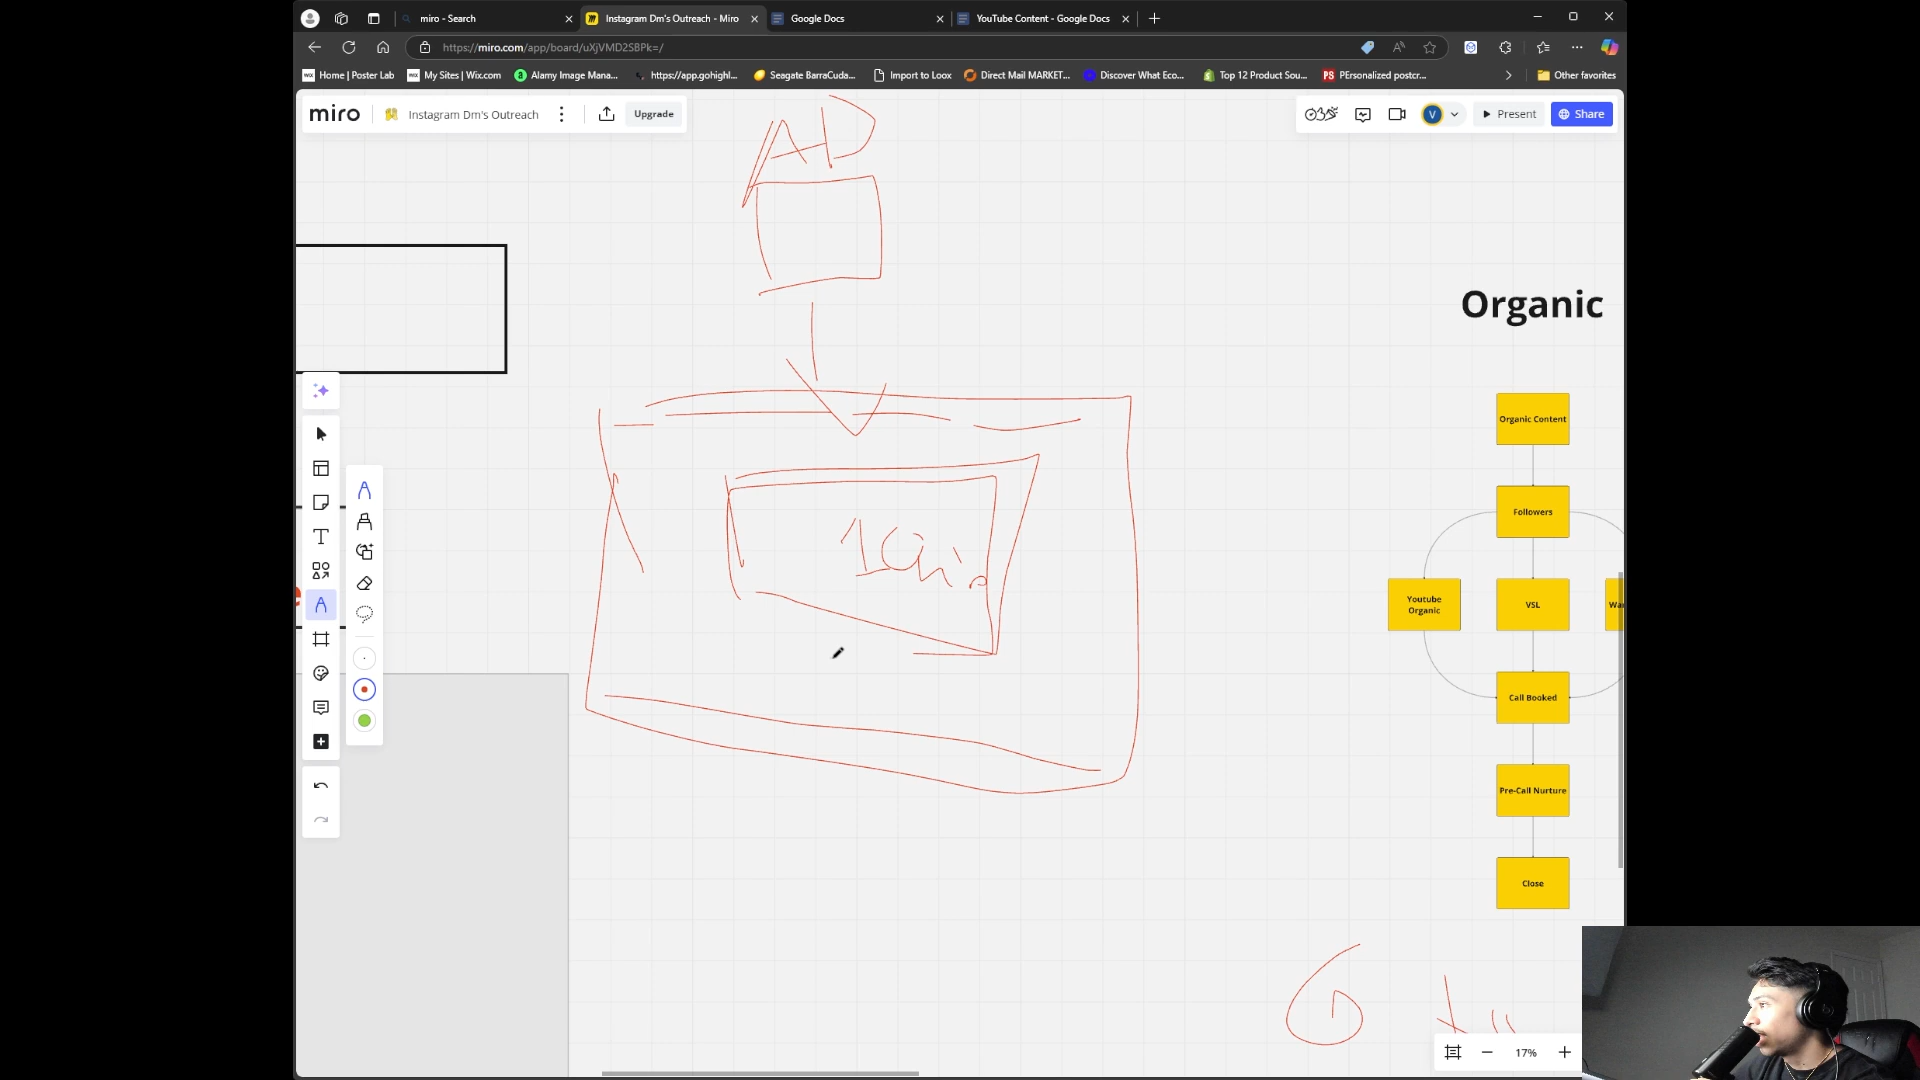 miro - Search
Instagram Dm's Outreach - Miro
Google Docs
YouTube Content - Google Docs
https://miro.com/app/board/uXjVMD2SBPk=/
Home | Poster Lab
My Sites | Wix.com
Alamy Image Mana...
https://app.gohighl...
Seagate BarraCuda...
Import to Loox
Direct Mail MARKET...
Discover What Eco...
Top 12 Product Sou...
PErsonalized postcr...
Other favorites
miro
Instagram Dm's Outreach
Upgrade
V
Present
Share
AD
Organic
Organic Content
Followers
Youtube
Organic
VSL
Call Booked
Pre-Call Nurture
Close
17%